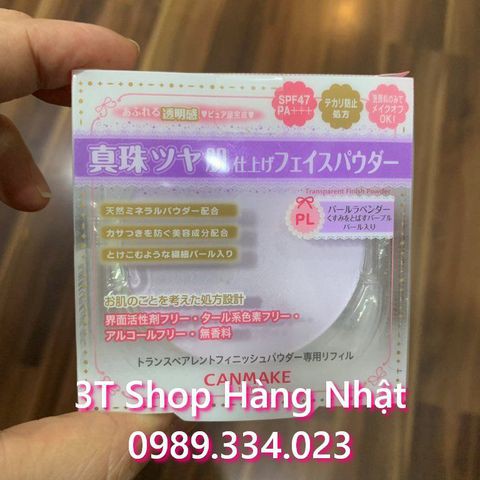 あふれる透明感♥ピュア肌完成♥
SPF47
PA+++
テカリ防止
処方
洗顔料のみで
メイクオフ
OK!
真珠ツヤ肌仕上げフェイスパウダー
Transparent Finish Powder
PL
パールラベンダー
くすみをとばすパープル
パール入り
天然ミネラルパウダー配合
カサつきを防ぐ美容成分配合
とけこむような繊細パール入り
お肌のことを考えた処方設計
界面活性剤フリー・タール系色素フリー・
アルコールフリー・無香料
トランスペアレントフィニッシュパウダー専用リフィル
CANMAKE
3T Shop Hàng Nhật
0989.334.023